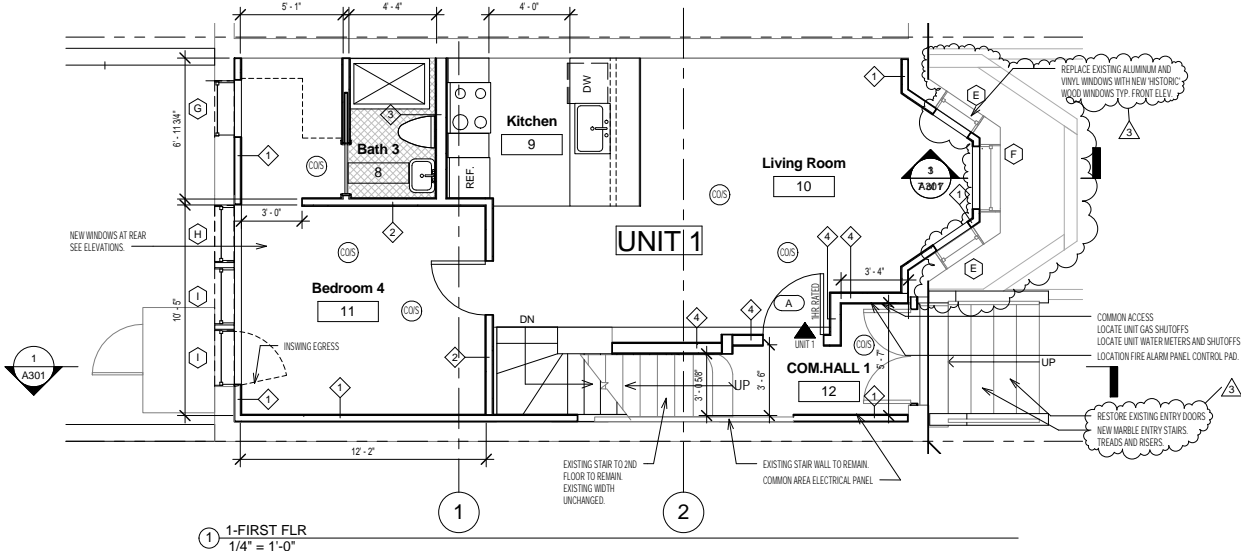 5' - 1"
4' - 4"
4' - 0"
REPLACE EXISTING ALUMINUM AND
VINYL WINDOWS WITH NEW 'HISTORIC'
WOOD WINDOWS TYP. FRONT ELEV.
3
E
F
E
1
G
6' - 11 3/4"
1
CO/S
3
Bath 3
8
REF.
Kitchen
9
DW
Living Room
10
CO/S
3
1
3' - 0"
2
H
NEW WINDOWS AT REAR
SEE ELEVATIONS.
CO/S
UNIT 1
CO/S
4
4
3' - 4"
Bedroom 4
11
CO/S
I
10' - 5"
I
INSWING EGRESS
1
A301
2
DN
4
4
A
1HR RATED
UNIT 1
CO/S
5' - 7"
COM.HALL 1
12
UP
3' - 0 5/8"
3' - 6"
1
1
1
COMMON ACCESS
LOCATE UNIT GAS SHUTOFFS
LOCATE UNIT WATER METERS AND SHUTOFFS
LOCATION FIRE ALARM PANEL CONTROL PAD.
UP
3
RESTORE EXISTING ENTRY DOORS
NEW MARBLE ENTRY STAIRS.
TREADS AND RISERS.
12' - 2"
EXISTING STAIR TO 2ND
FLOOR TO REMAIN.
EXISTING WIDTH
UNCHANGED.
EXISTING STAIR WALL TO REMAIN.
COMMON AREA ELECTRICAL PANEL
1
2
1
1-FIRST FLR
1/4" = 1'-0"